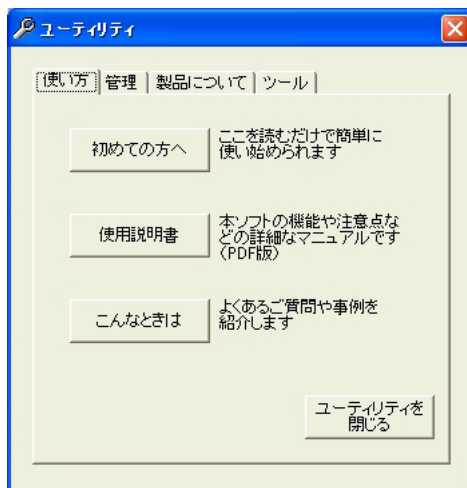 ユーティリティ
使い方 管理 製品について ツール
初めての方へ
ここを読むだけで簡単に
使い始められます
使用説明書
本ソフトの機能や注意点な
どの詳細なマニュアルです
(PDF版)
こんなときは
よくあるご質問や事例を
紹介します
ユーティリティを
閉じる